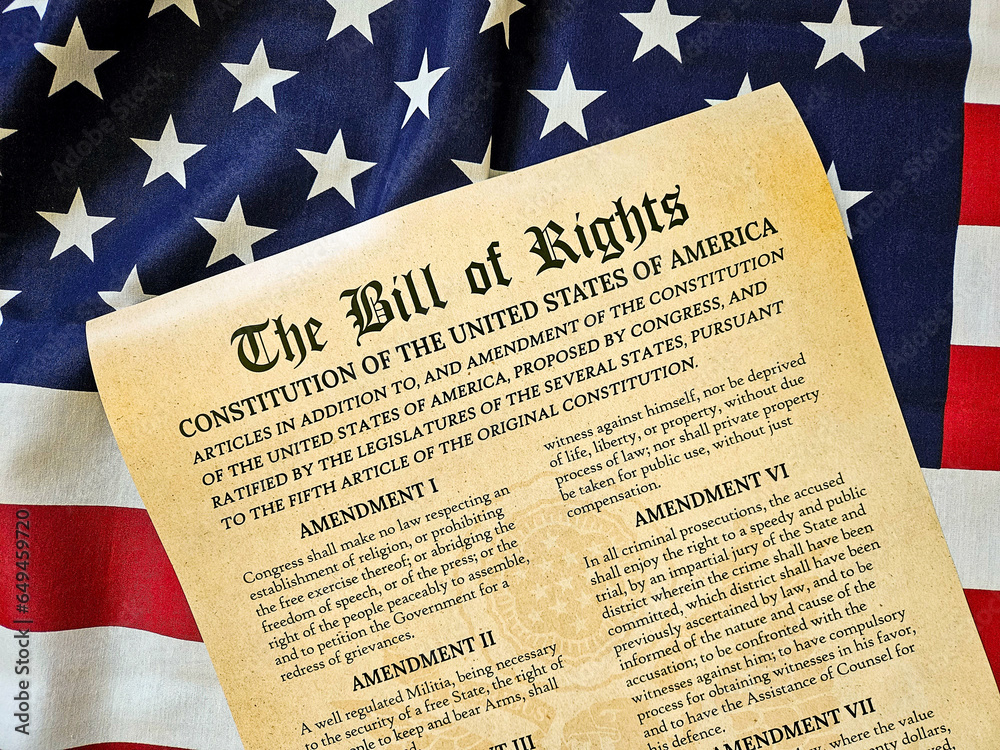 The Bill of Rights
CONSTITUTION OF THE UNITED STATES OF AMERICA
ARTICLES IN ADDITION TO, AND AMENDMENT OF THE CONSTITUTION
OF THE UNITED STATES OF AMERICA, PROPOSED BY CONGRESS, AND
RATIFIED BY THE LEGISLATURES OF THE SEVERAL STATES, PURSUANT
TO THE FIFTH ARTICLE OF THE ORIGINAL CONSTITUTION.
AMENDMENT I
Congress shall make no law respecting an
establishment of religion, or prohibiting
the free exercise thereof; or abridging the
freedom of speech, or of the press; or the
right of the people peaceably to assemble,
and to petition the Government for a
redress of grievances.
AMENDMENT II
A well regulated Militia, being necessary
to the security of a free State, the right of
to keep and bear Arms, shall
III
witness against himself, nor be deprived
of life, liberty, or property, without due
process of law; nor shall private property
be taken for public use, without just
compensation.
AMENDMENT VI
In all criminal prosecutions, the accused
shall enjoy the right to a speedy and public
trial, by an impartial jury of the State and
district wherein the crime shall have been
committed, which district shall have been
previously ascertained by law, and to be
informed of the nature and cause of the
accusation; to be confronted with the
witnesses against him; to have compulsory
process for obtaining witnesses in his favor,
and to have the Assistance of Counsel for
his defence.
AMENDMENT VII
where the value
dollars,
Adobe Stock | #649459720